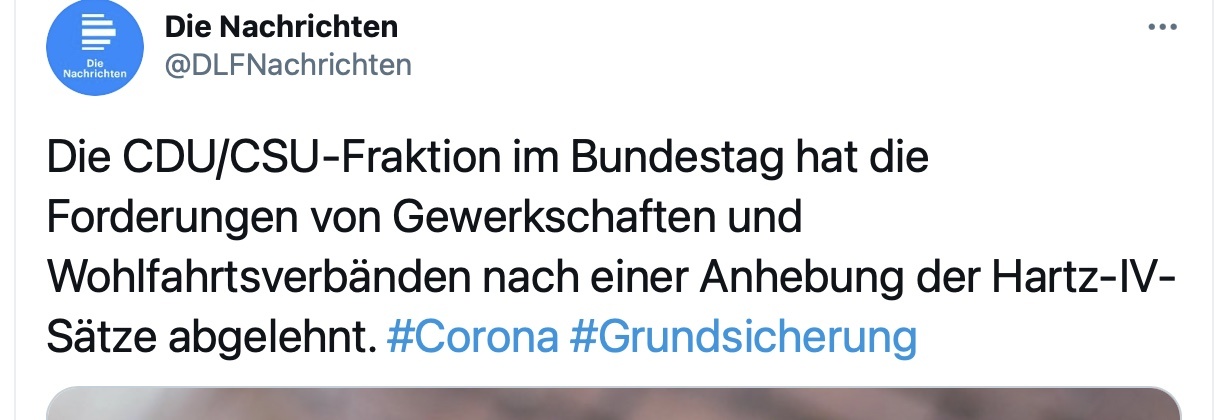 Die Nachrichten
@DLFNachrichten
Die
Nachrichten
Die CDU/CSU-Fraktion im Bundestag hat die
Forderungen von Gewerkschaften und
Wohlfahrtsverbänden nach einer Anhebung der Hartz-IV-
Sätze abgelehnt. #Corona #Grundsicherung